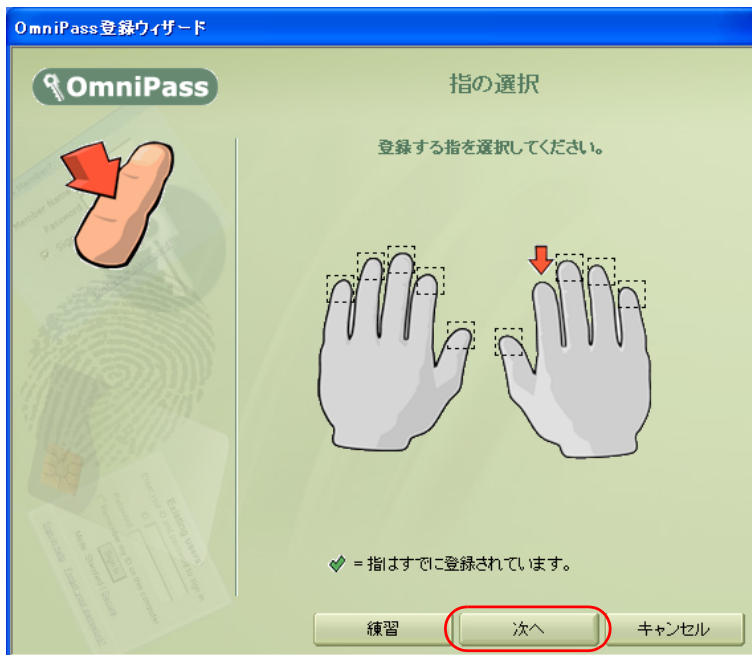 OmniPass登録ウィザード
OmniPass
指の選択
登録する指を選択してください。
= 指はすでに登録されています。
練習
次へ
キャンセル